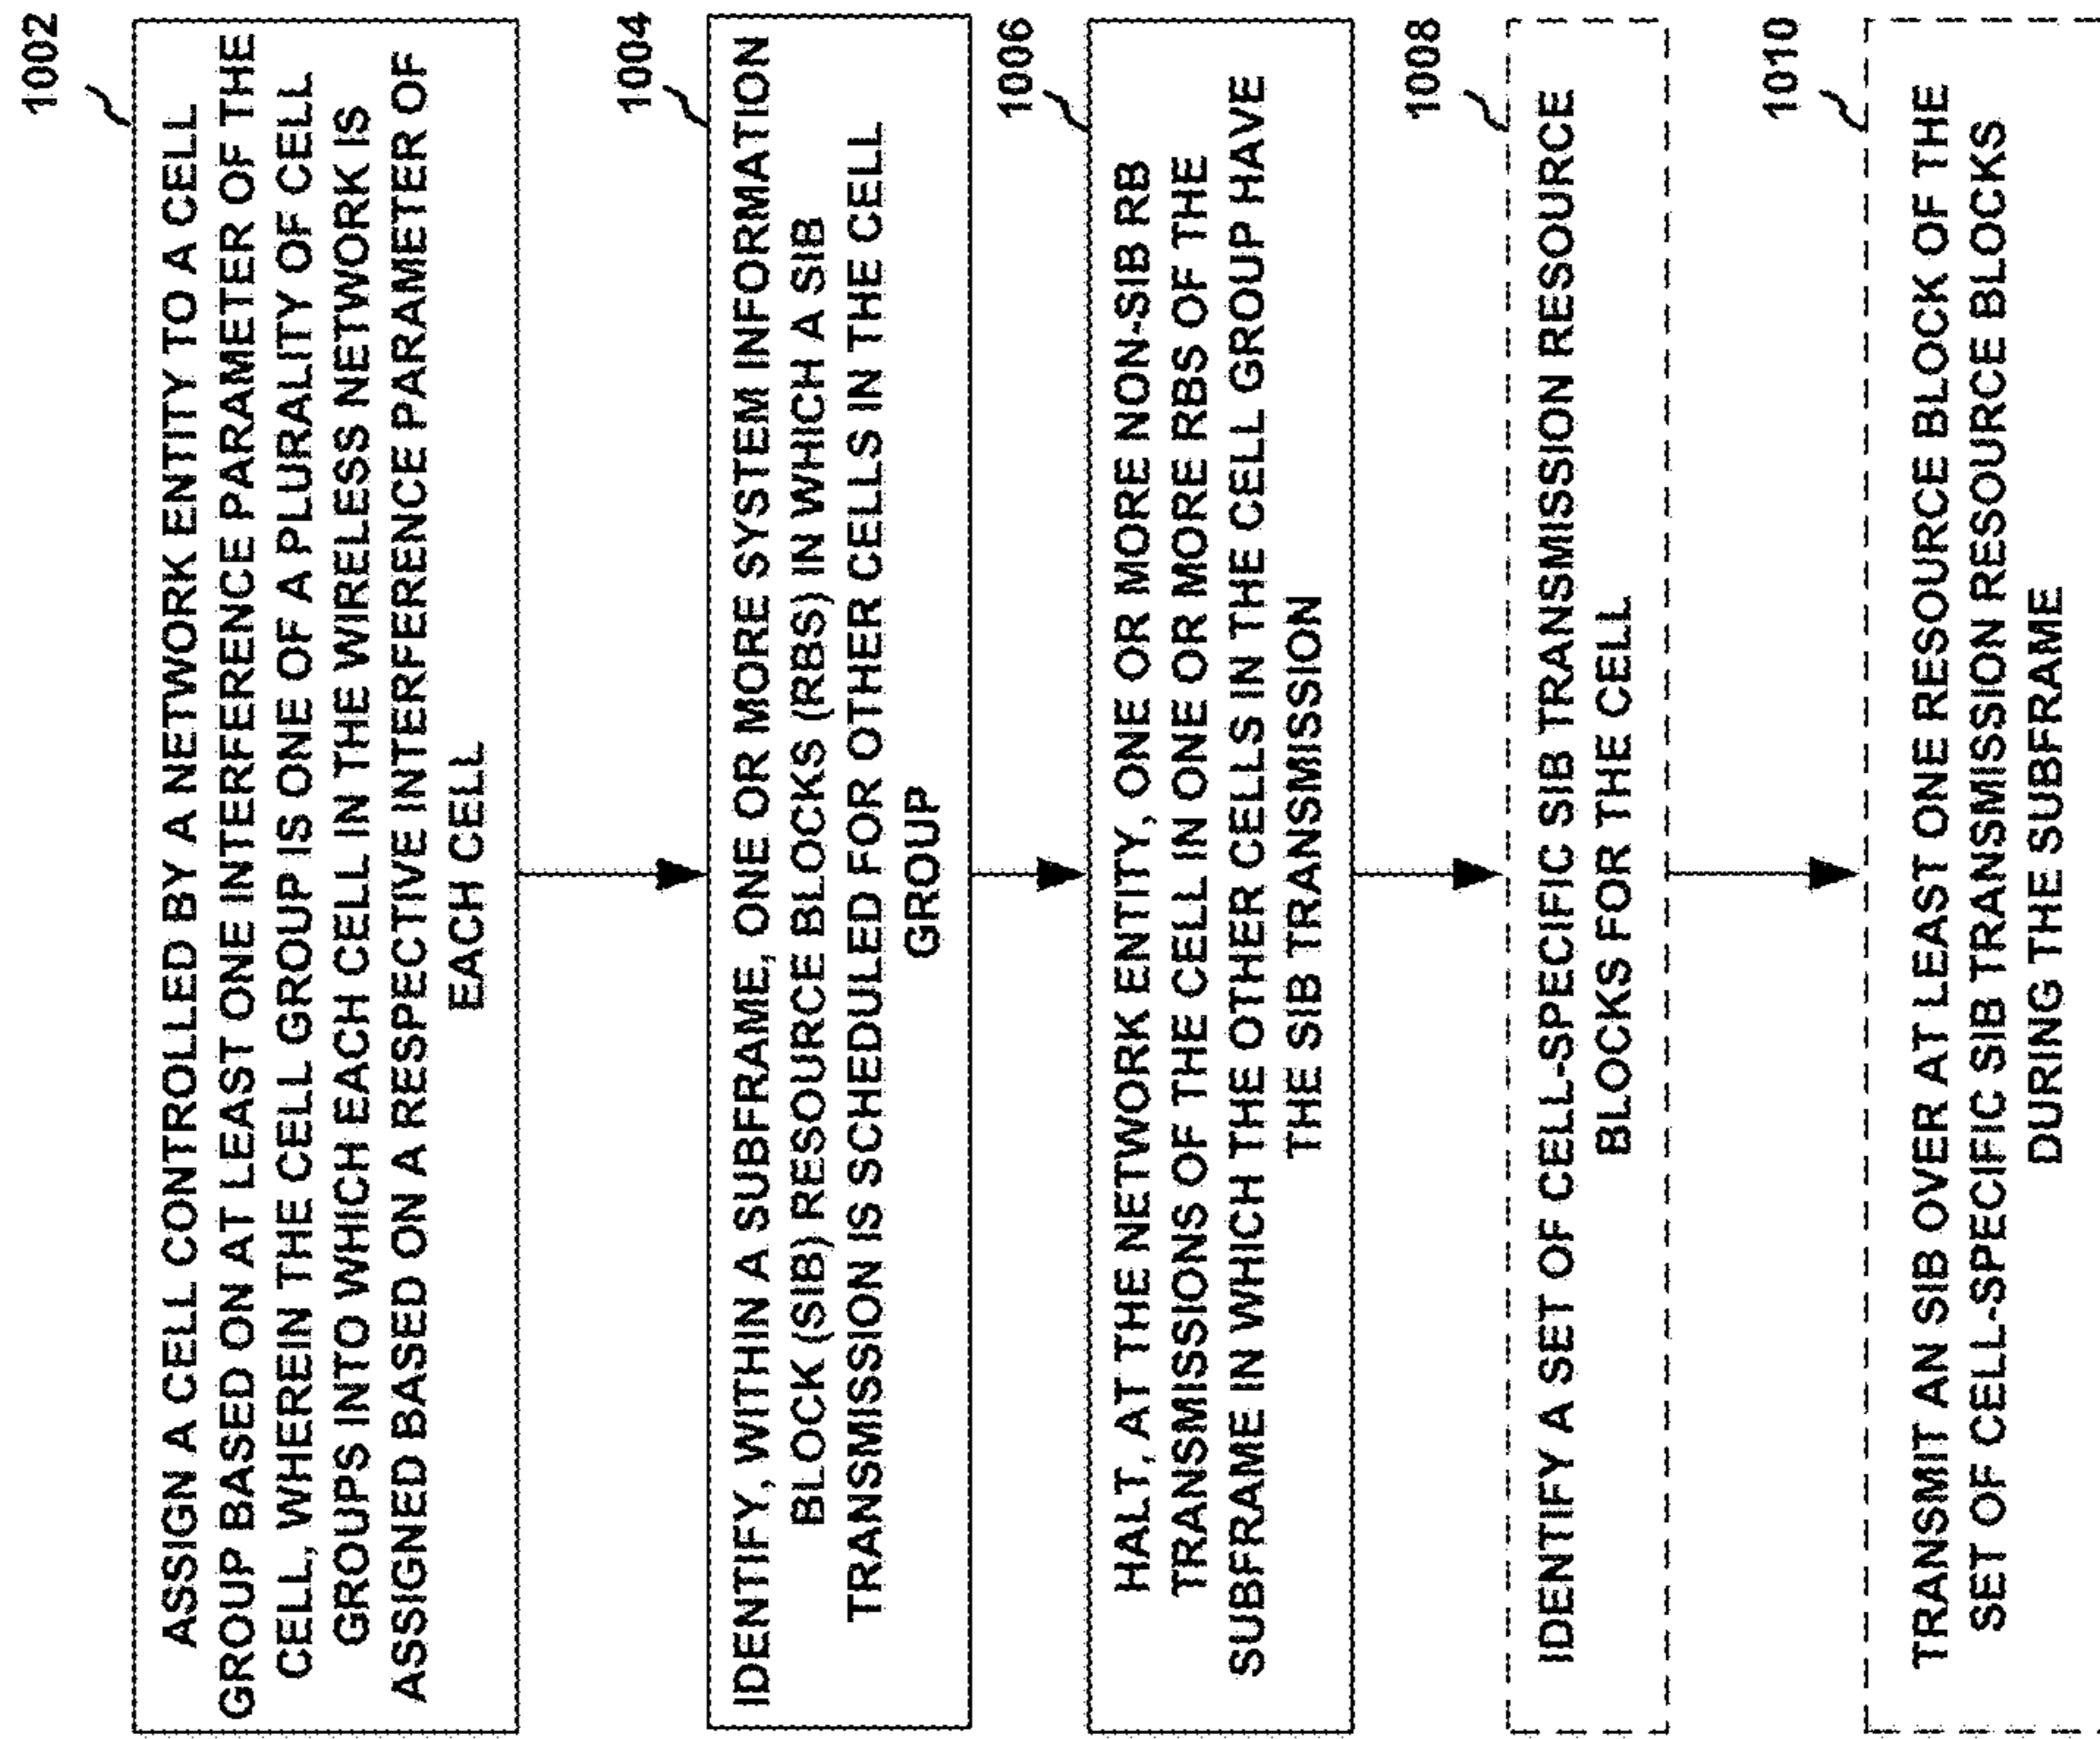 1002
ASSIGN A CELL CONTROLLED BY A NETWORK ENTITY TO A CELL
GROUP BASED ON AT LEAST ONE INTERFERENCE PARAMETER OF THE
CELL, WHEREIN THE CELL GROUP IS ONE OF A PLURALITY OF CELL
GROUPS INTO WHICH EACH CELL IN THE WIRELESS NETWORK IS
ASSIGNED BASED ON A RESPECTIVE INTERFERENCE PARAMETER OF
EACH CELL
1004
IDENTIFY, WITHIN A SUBFRAME, ONE OR MORE SYSTEM INFORMATION
BLOCK (SIB) RESOURCE BLOCKS (RBS) IN WHICH A SIB
TRANSMISSION IS SCHEDULED FOR OTHER CELLS IN THE CELL
GROUP
1006
HALT, AT THE NETWORK ENTITY, ONE OR MORE NON-SIB RB
TRANSMISSIONS OF THE CELL IN ONE OR MORE RBS OF THE
SUBFRAME IN WHICH THE OTHER CELLS IN THE CELL GROUP HAVE
THE SIB TRANSMISSION
1008
IDENTIFY A SET OF CELL-SPECIFIC SIB TRANSMISSION RESOURCE
BLOCKS FOR THE CELL
1010
TRANSMIT AN SIB OVER AT LEAST ONE RESOURCE BLOCK OF THE
SET OF CELL-SPECIFIC SIB TRANSMISSION RESOURCE BLOCKS
DURING THE SUBFRAME